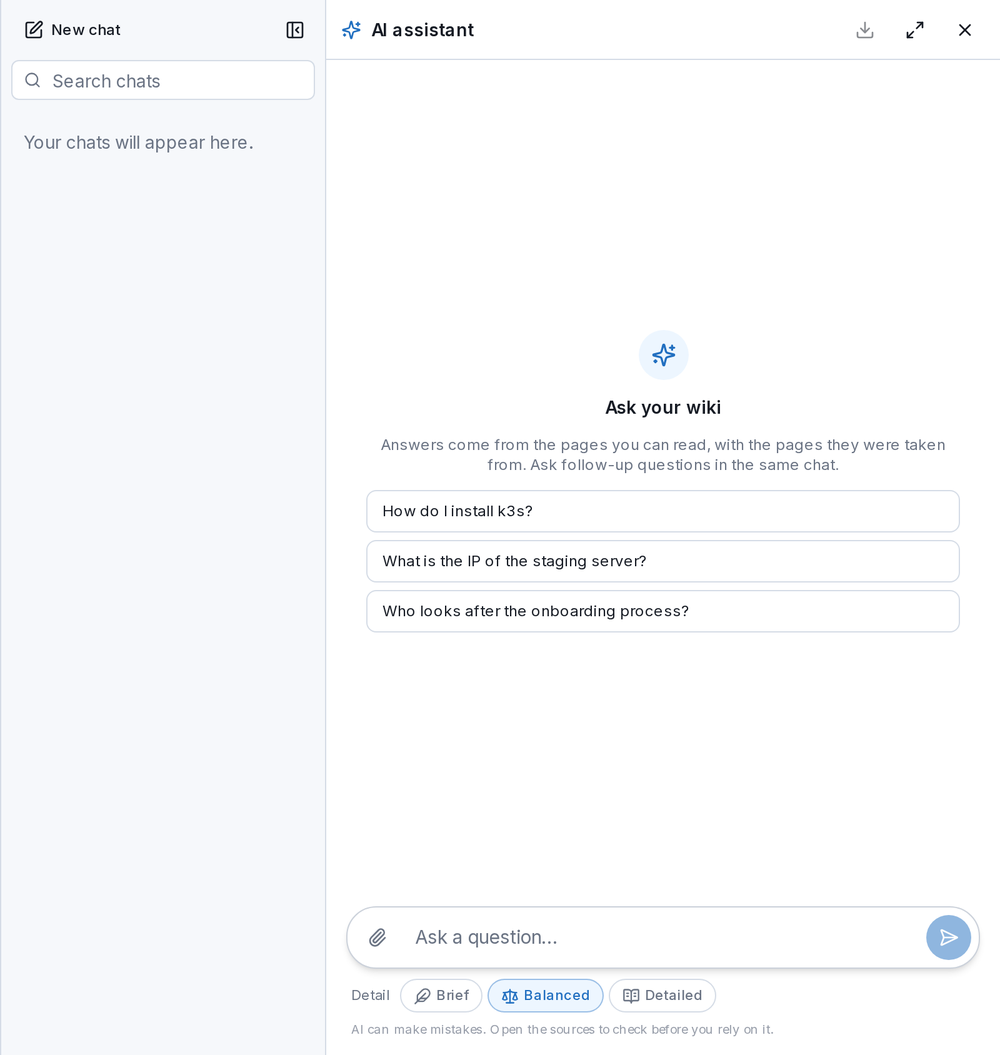 New chat
Search chats
Your chats will appear here.
AI assistant
Ask your wiki
Answers come from the pages you can read, with the pages they were taken
from. Ask follow-up questions in the same chat.
How do I install k3s?
What is the IP of the staging server?
Who looks after the onboarding process?
Ask a question...
Detail Brief Balanced Detailed
AI can make mistakes. Open the sources to check before you rely on it.